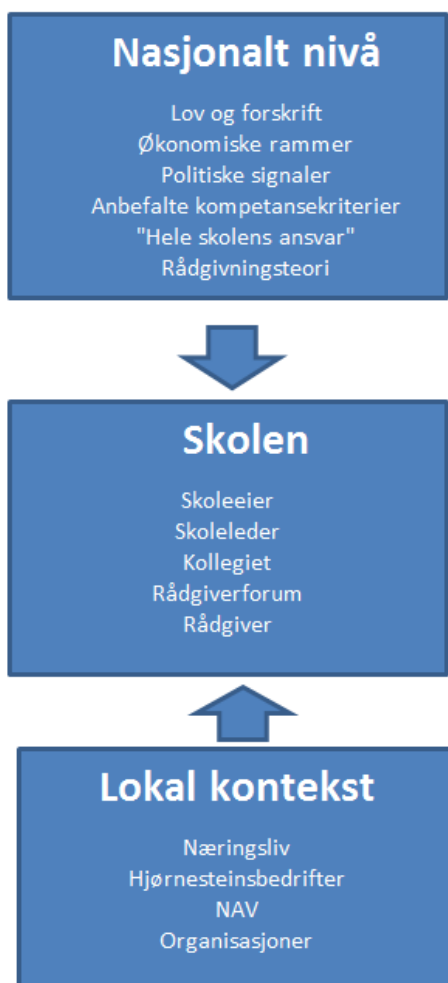 Nasjonalt nivå
Lov og forskrift
Økonomiske rammer
Politiske signaler
Anbefalte kompetansekriterier
"Hele skolens ansvar"
Rådgivningsteori
Skolen
Skoleeier
Skoleleder
Kollegiet
Rådgiverforum
Rådgiver
Lokal kontekst
Næringsliv
Hjørnesteinsbedrifter
NAV
Organisasjoner